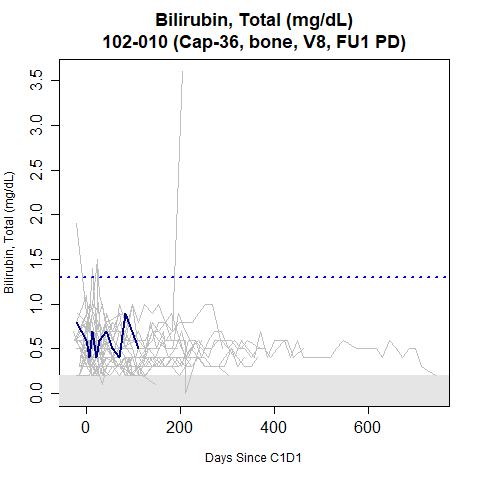 Bilirubin, Total (mg/dL)
102-010 (Cap-36, bone, V8, FU1 PD)
Bilirubin, Total (mg/dL)
3.5
3.0
2.5
2.0
1.5
1.0
0.5
0.0
0 200 400 600
Days Since C1D1